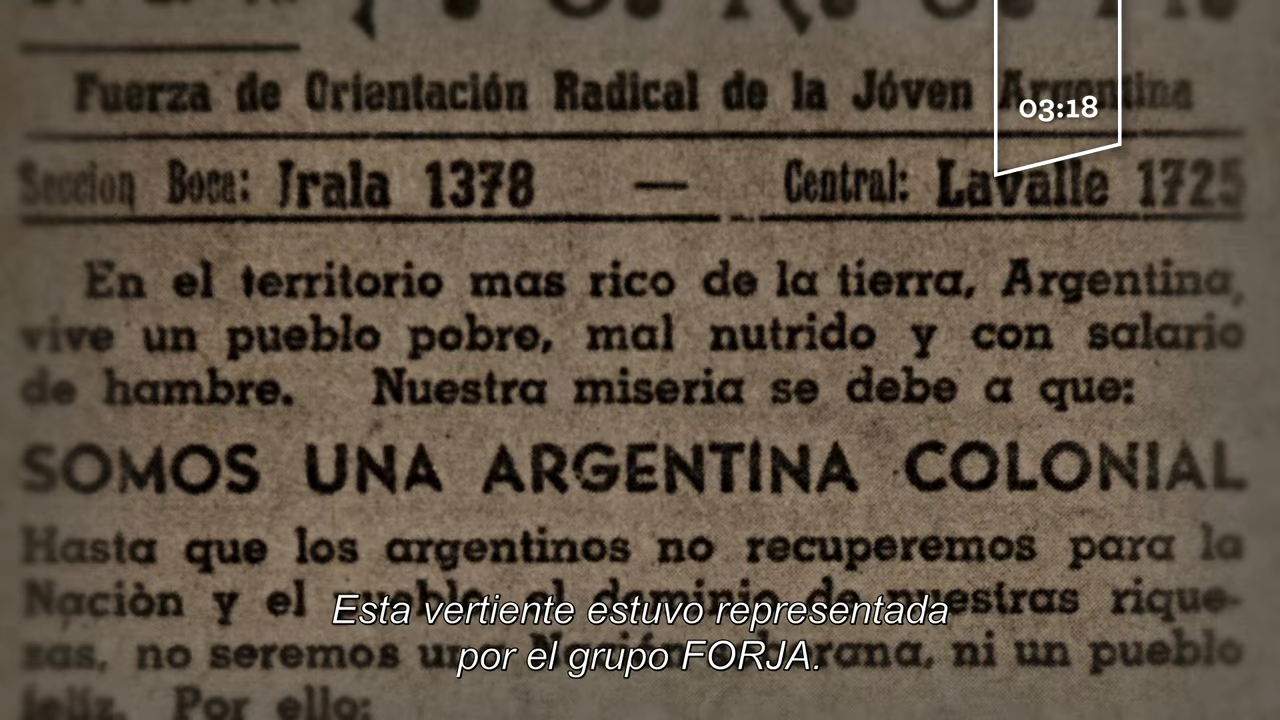 Fuerza de Orientación Radical de la Jóven Argentina
03:18
Seccion Boca: Irala 1378 — Central: Lavalle 1725
En el territorio mas rico de la tierra, Argentina,
vive un pueblo pobre, mal nutrido y con salario
de hambre. Nuestra miseria se debe a que:
SOMOS UNA ARGENTINA COLONIAL
Hasta que los argentinos no recuperemos para la
Naciòn y el pueblo el dominio de nuestras rique-
zas, no seremos una Nación soberana, ni un pueblo
feliz. Por ello:
Esta vertiente estuvo representada
por el grupo FORJA.